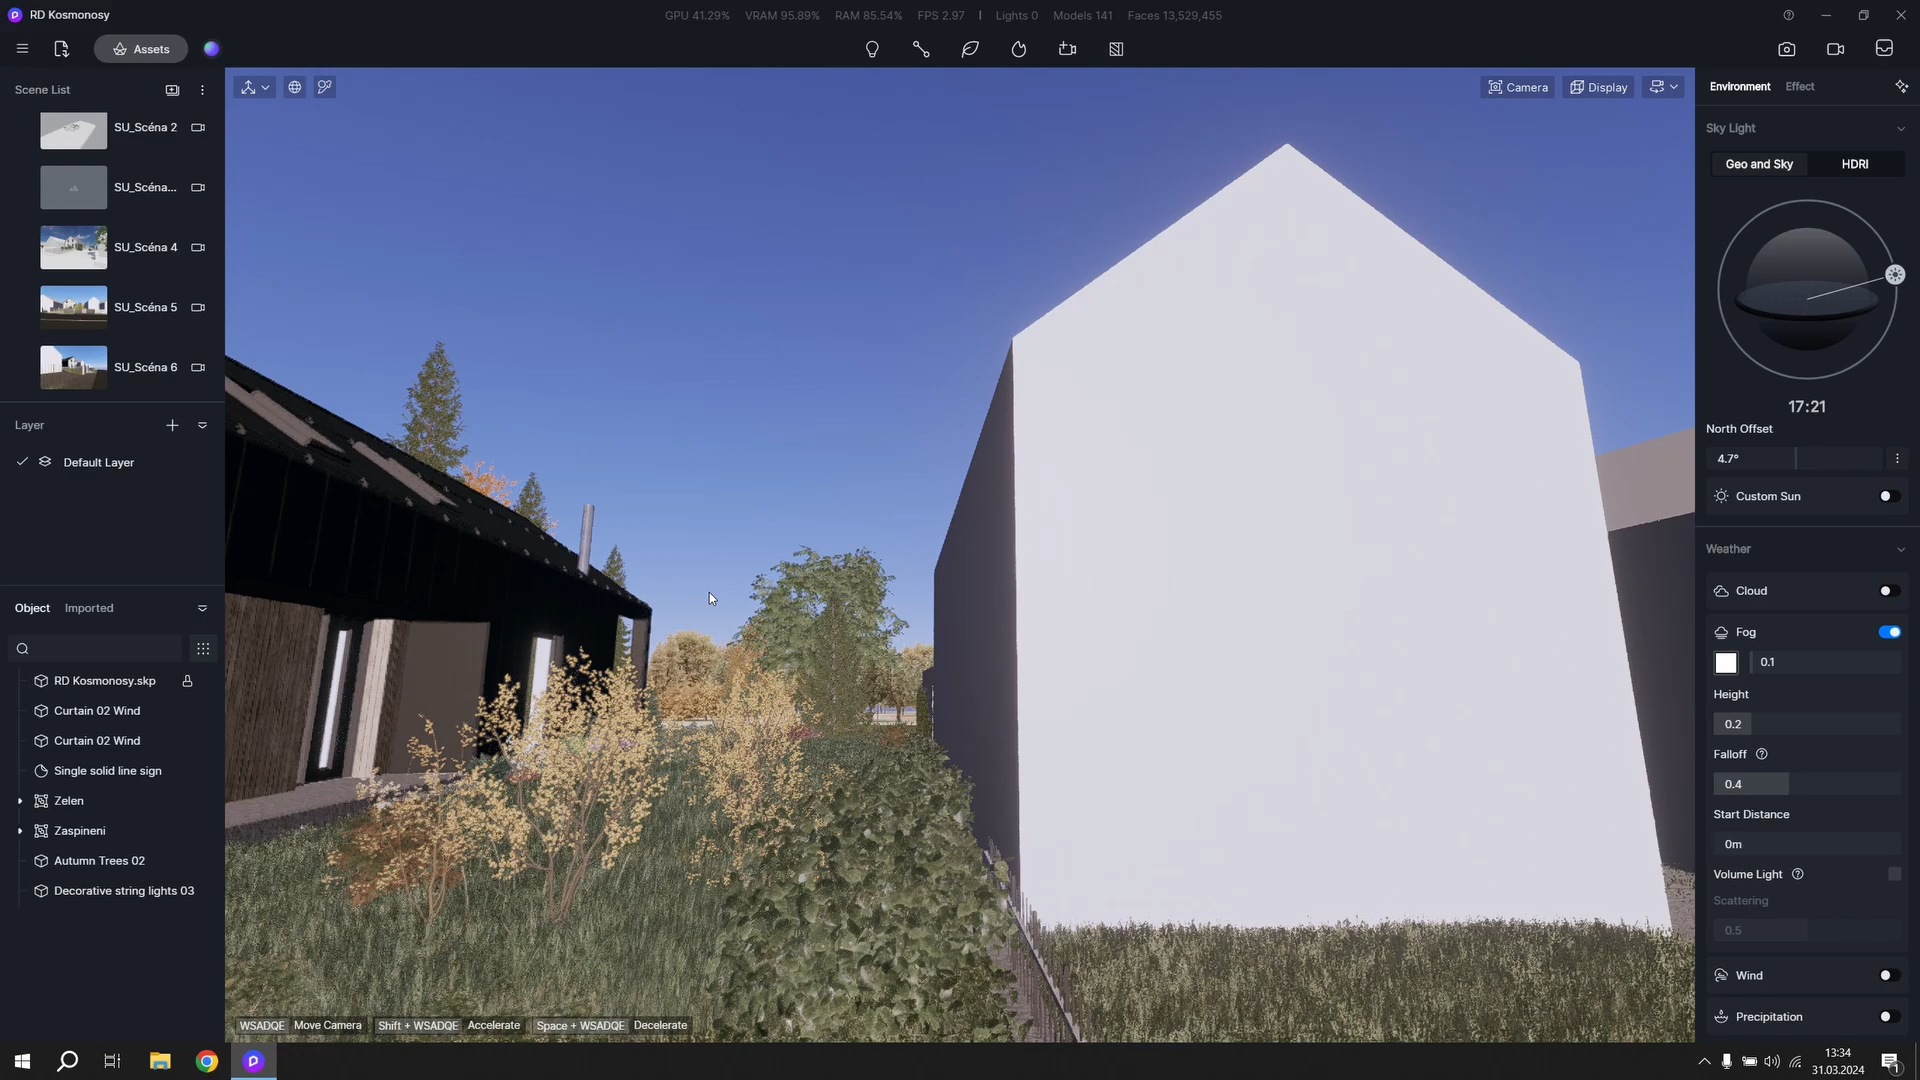 RD Kosmonosy
GPU 41.29% VRAM 95.89% RAM 85.54% FPS 2.97 | Lights 0 Models 141 Faces 13,529,455
Assets
Scene List
SU_Scéna 2
SU_Scéna...
SU_Scéna 4
SU_Scéna 5
SU_Scéna 6
Layer
Default Layer
Object Imported
RD Kosmonosy.skp
Curtain 02 Wind
Curtain 02 Wind
Single solid line sign
Zelen
Zaspineni
Autumn Trees 02
Decorative string lights 03
Camera Display
WSADQE Move Camera Shift + WSADQE Accelerate Space + WSADQE Decelerate
Environment Effect
Sky Light
Geo and Sky HDRI
17:21
North Offset
4.7°
Custom Sun
Weather
Cloud
Fog
0.1
Height
0.2
Falloff
0.4
Start Distance
0m
Volume Light
Scattering
0.5
Wind
Precipitation
13:34
31.03.2024
1